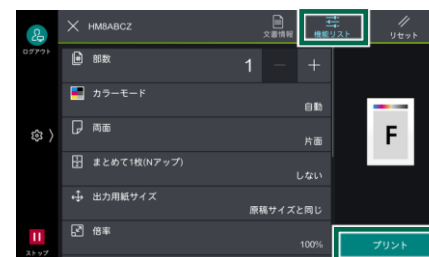 HM8ABCZ
文書情報
機能リスト
リセット
ログアウト
部数
1
カラーモード
自動
両面
片面
まとめて1枚(Nアップ)
しない
出力用紙サイズ
原稿サイズと同じ
倍率
100%
F
プリント
ストップ